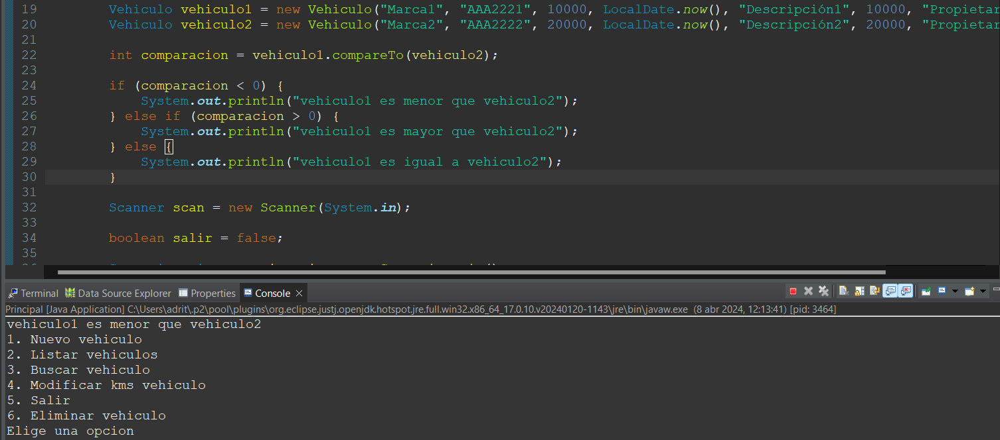 19 Vehiculo vehiculo1 = new Vehiculo("Marca1", "AAA2221", 10000, LocalDate.now(), "Descripción1", 10000, "Propietar
20 Vehiculo vehiculo2 = new Vehiculo("Marca2", "AAA2222", 20000, LocalDate.now(), "Descripción2", 20000, "Propietar
21
22 int comparacion = vehiculo1.compareTo(vehiculo2);
23
24 if (comparacion < 0) {
25 System.out.println("vehiculo1 es menor que vehiculo2");
26 } else if (comparacion > 0) {
27 System.out.println("vehiculo1 es mayor que vehiculo2");
28 } else {
29 System.out.println("vehiculo1 es igual a vehiculo2");
30 }
31
32 Scanner scan = new Scanner(System.in);
33
34 boolean salir = false;
35
Terminal Data Source Explorer Properties Console
Principal [Java Application] C:\Users\adrit\.p2\pool\plugins\org.eclipse.justj.openjdk.hotspot.jre.full.win32.x86_64_17.0.10.v20240120-1143\jre\bin\javaw.exe (8 abr 2024, 12:13:41) [pid: 3464]
vehiculo1 es menor que vehiculo2
1. Nuevo vehiculo
2. Listar vehiculos
3. Buscar vehiculo
4. Modificar kms vehiculo
5. Salir
6. Eliminar vehiculo
Elige una opcion